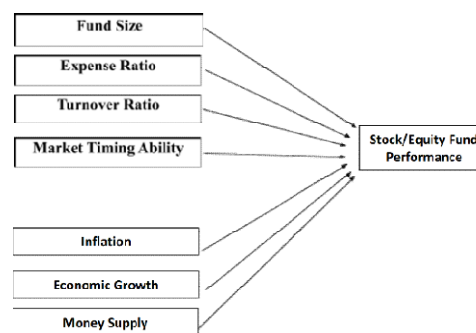 Fund Size
Expense Ratio
Turnover Ratio
Market Timing Ability
Stock/Equity Fund
Performance
Inflation
Economic Growth
Money Supply